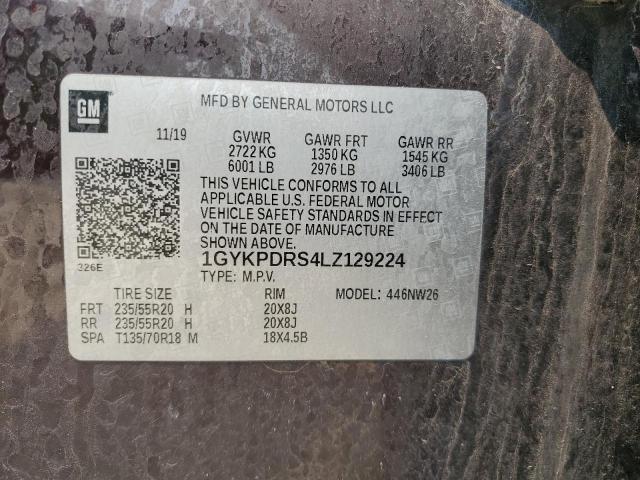 GM
MFD BY GENERAL MOTORS LLC
11/19 GVWR GAWR FRT GAWR RR
2722 KG 1350 KG 1545 KG
6001 LB 2976 LB 3406 LB
THIS VEHICLE CONFORMS TO ALL
APPLICABLE U.S. FEDERAL MOTOR
VEHICLE SAFETY STANDARDS IN EFFECT
ON THE DATE OF MANUFACTURE
SHOWN ABOVE.
326E
1GYKPDRS4LZ129224
TYPE: M.P.V.
TIRE SIZE RIM MODEL: 446NW26
FRT 235/55R20 H 20X8J
RR 235/55R20 H 20X8J
SPA T135/70R18 M 18X4.5B